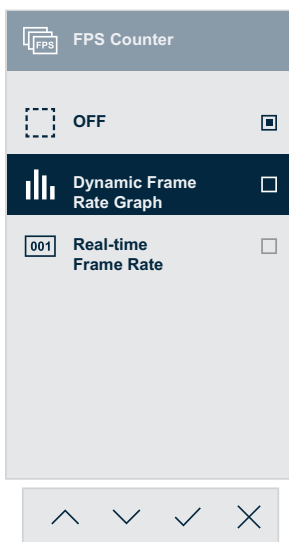 FPS
FPS Counter
OFF
Dynamic Frame
Rate Graph
001
Real-time
Frame Rate